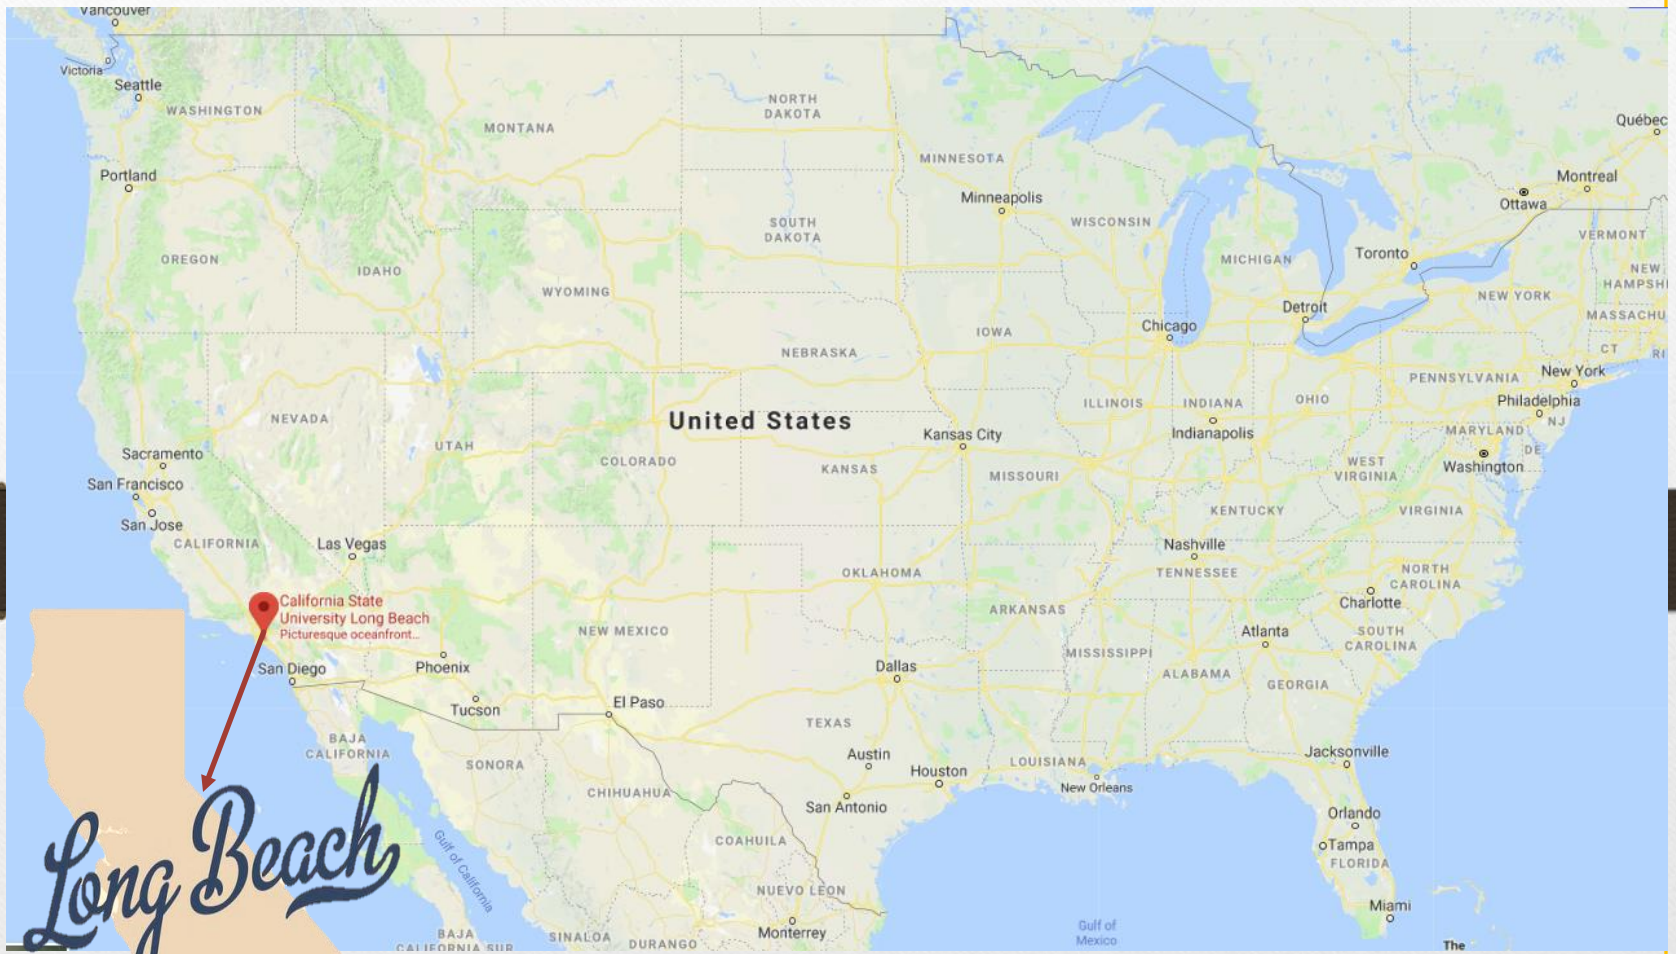 Vancouver
Victoria
Seattle
WASHINGTON
MONTANA
NORTH
DAKOTA
MINNESOTA
Québec
Portland
Minneapolis
Montreal
Ottawa
OREGON
IDAHO
SOUTH
DAKOTA
WISCONSIN
MICHIGAN
Toronto
VERMONT
WYOMING
NEW
HAMPSHI
NEW YORK
MASSACHU
Detroit
Chicago
IOWA
NEBRASKA
CT
RI
PENNSYLVANIA
New York
Philadelphia
NJ
ILLINOIS
INDIANA
OHIO
NEVADA
United States
Kansas City
Indianapolis
MARYLAND
DE
UTAH
Sacramento
COLORADO
KANSAS
MISSOURI
WEST
VIRGINIA
Washington
San Francisco
San Jose
CALIFORNIA
Las Vegas
KENTUCKY
VIRGINIA
Nashville
TENNESSEE
OKLAHOMA
NORTH
CAROLINA
Charlotte
California State
University Long Beach
Picturesque oceanfront...
ARKANSAS
NEW MEXICO
Atlanta
SOUTH
CAROLINA
MISSISSIPPI
San Diego
Phoenix
Dallas
ALABAMA
GEORGIA
Tucson
El Paso
TEXAS
BAJA
CALIFORNIA
SONORA
Austin
LOUISIANA
Jacksonville
Houston
New Orleans
CHIHUAHUA
San Antonio
Orlando
COAHUILA
Tampa
FLORIDA
Long Beach
Gulf of California
NUEVO LEON
Miami
Monterrey
Gulf of
Mexico
BAJA
CALIFORNIA SUR
SINALOA
DURANGO
The